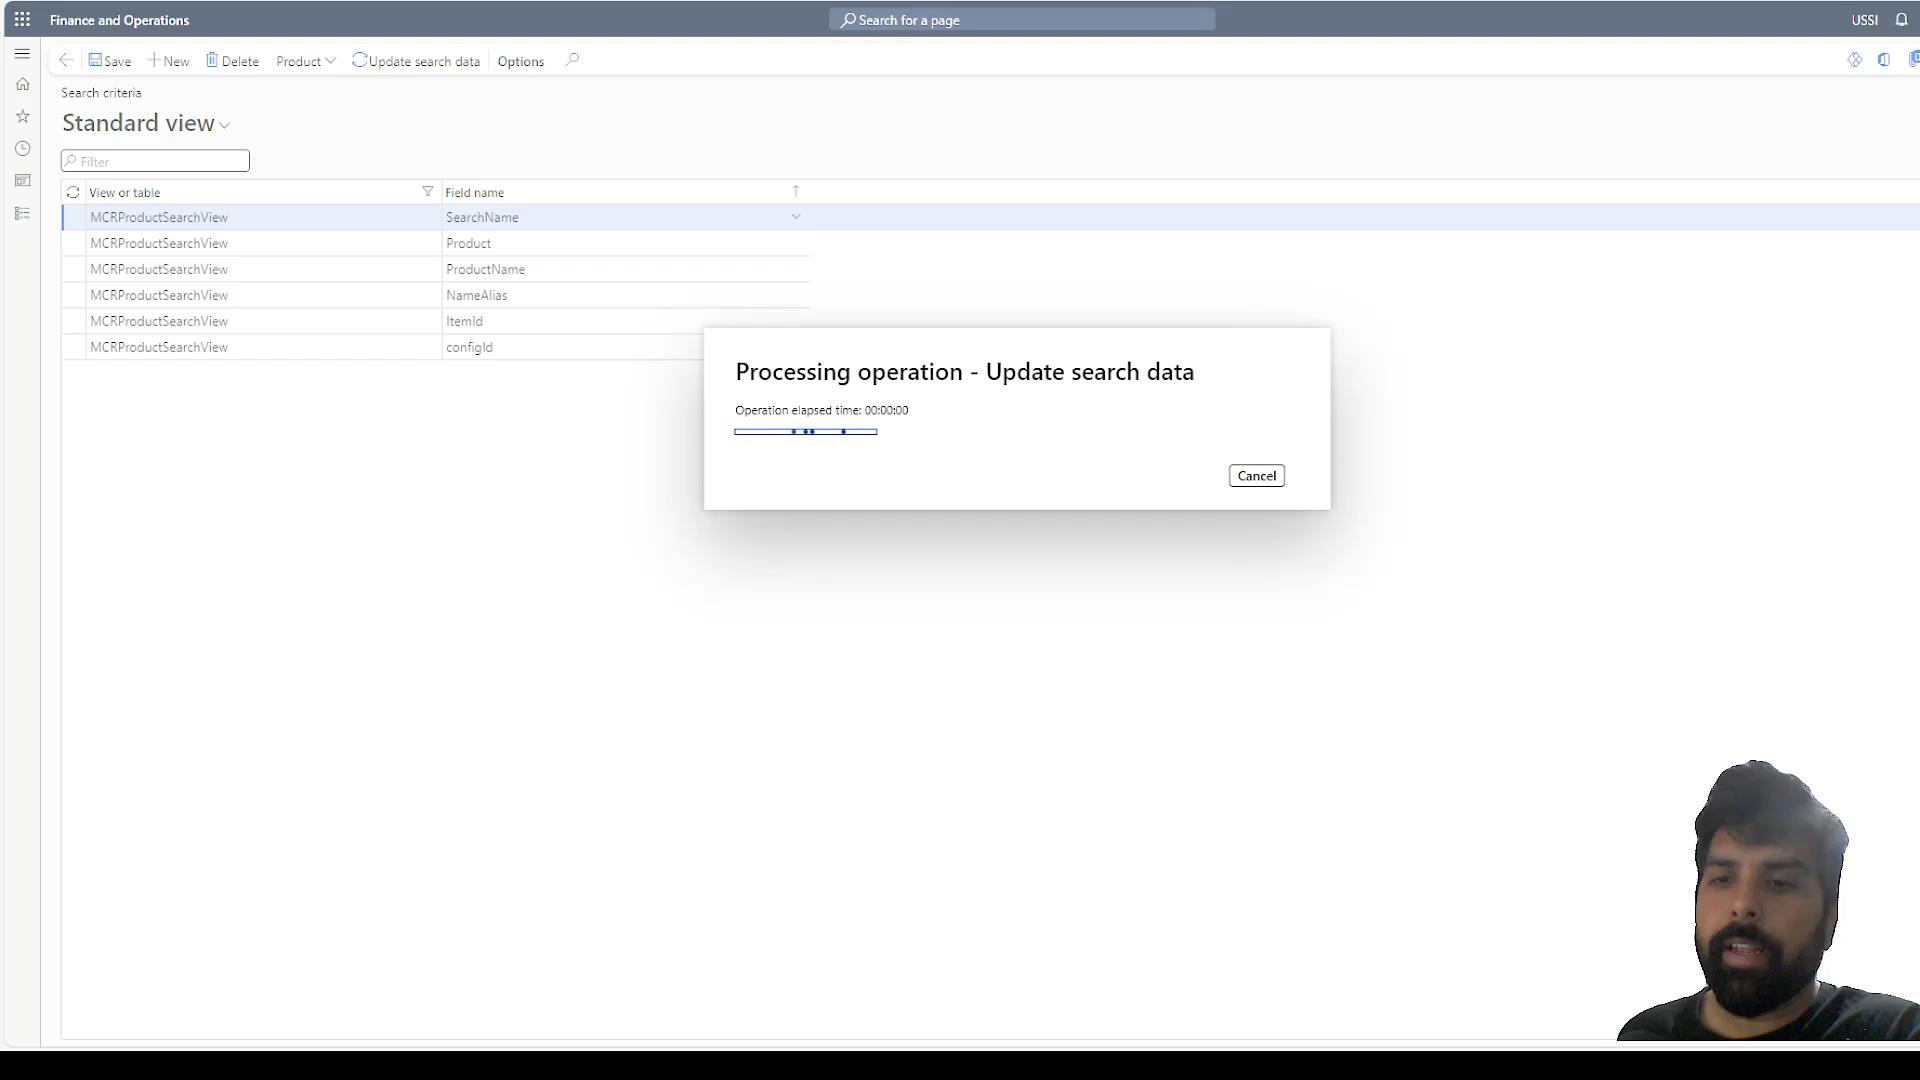 Finance and Operations
Search for a page
USSI
Save New Delete Product Update search data Options
Search criteria
Standard view
Filter
View or table Field name
MCRProductSearchView SearchName
MCRProductSearchView Product
MCRProductSearchView ProductName
MCRProductSearchView NameAlias
MCRProductSearchView ItemId
MCRProductSearchView configId
Processing operation - Update search data
Operation elapsed time: 00:00:00
Cancel